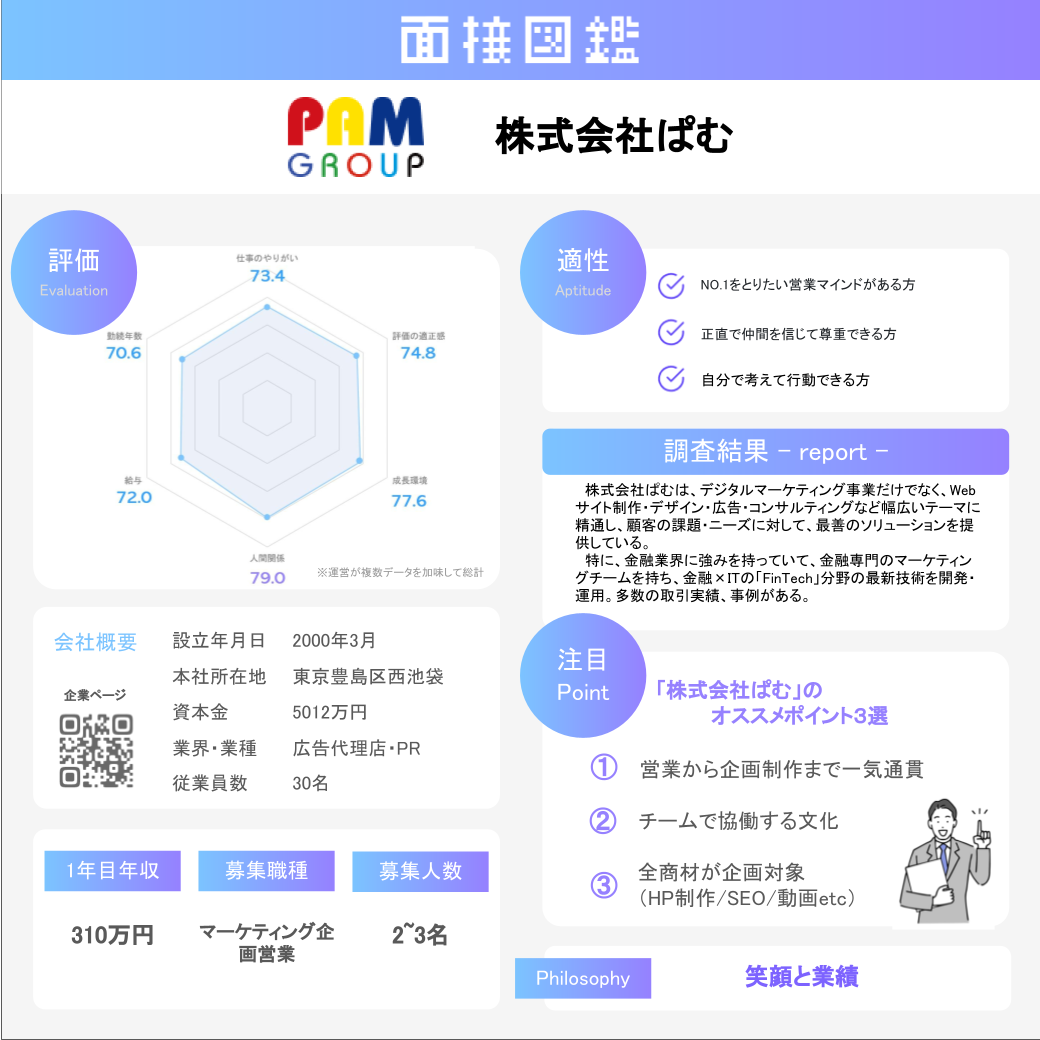 面接図鑑
PAM
GROUP
株式会社ぱむ
評価
Evaluation
仕事のやりがい
73.4
勤続年数
70.6
評価の適正感
74.8
給与
72.0
成長環境
77.6
人間関係
79.0
※運営が複数データを加味して総計
適性
Aptitude
NO.1をとりたい営業マインドがある方
正直で仲間を信じて尊重できる方
自分で考えて行動できる方
調査結果 − report −
株式会社ぱむは、デジタルマーケティング事業だけでなく、Web
サイト制作・デザイン・広告・コンサルティングなど幅広いテーマに
精通し、顧客の課題・ニーズに対して、最善のソリューションを提
供している。
特に、金融業界に強みを持っていて、金融専門のマーケティン
グチームを持ち、金融×ITの「FinTech」分野の最新技術を開発・
運用。多数の取引実績、事例がある。
会社概要
企業ページ
設立年月日 2000年3月
本社所在地 東京豊島区西池袋
資本金 5012万円
業界・業種 広告代理店・PR
従業員数 30名
注目
Point
「株式会社ぱむ」の
オススメポイント3選
① 営業から企画制作まで一気通貫
② チームで協働する文化
③ 全商材が企画対象
（HP制作/SEO/動画etc）
1年目年収
310万円
募集職種
マーケティング企
画営業
募集人数
2~3名
Philosophy
笑顔と業績